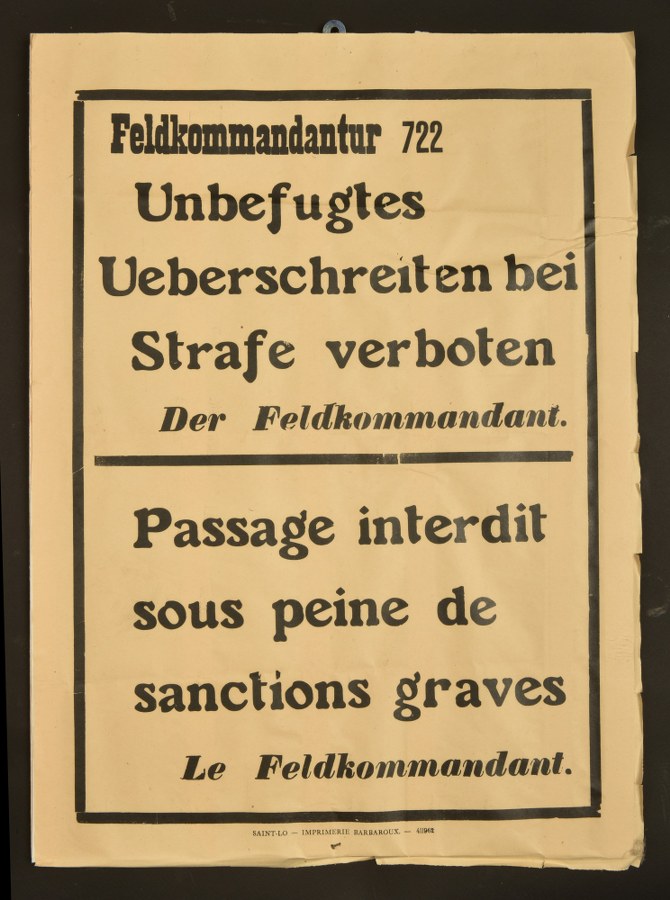 Feldkommandantur 722
Unbefugtes
Ueberschreiten bei
Strafe verboten
Der Feldkommandant.
Passage interdit
sous peine de
sanctions graves
Le Feldkommandant.
SAINT-LO — IMPRIMERIE BARBAROUX. —